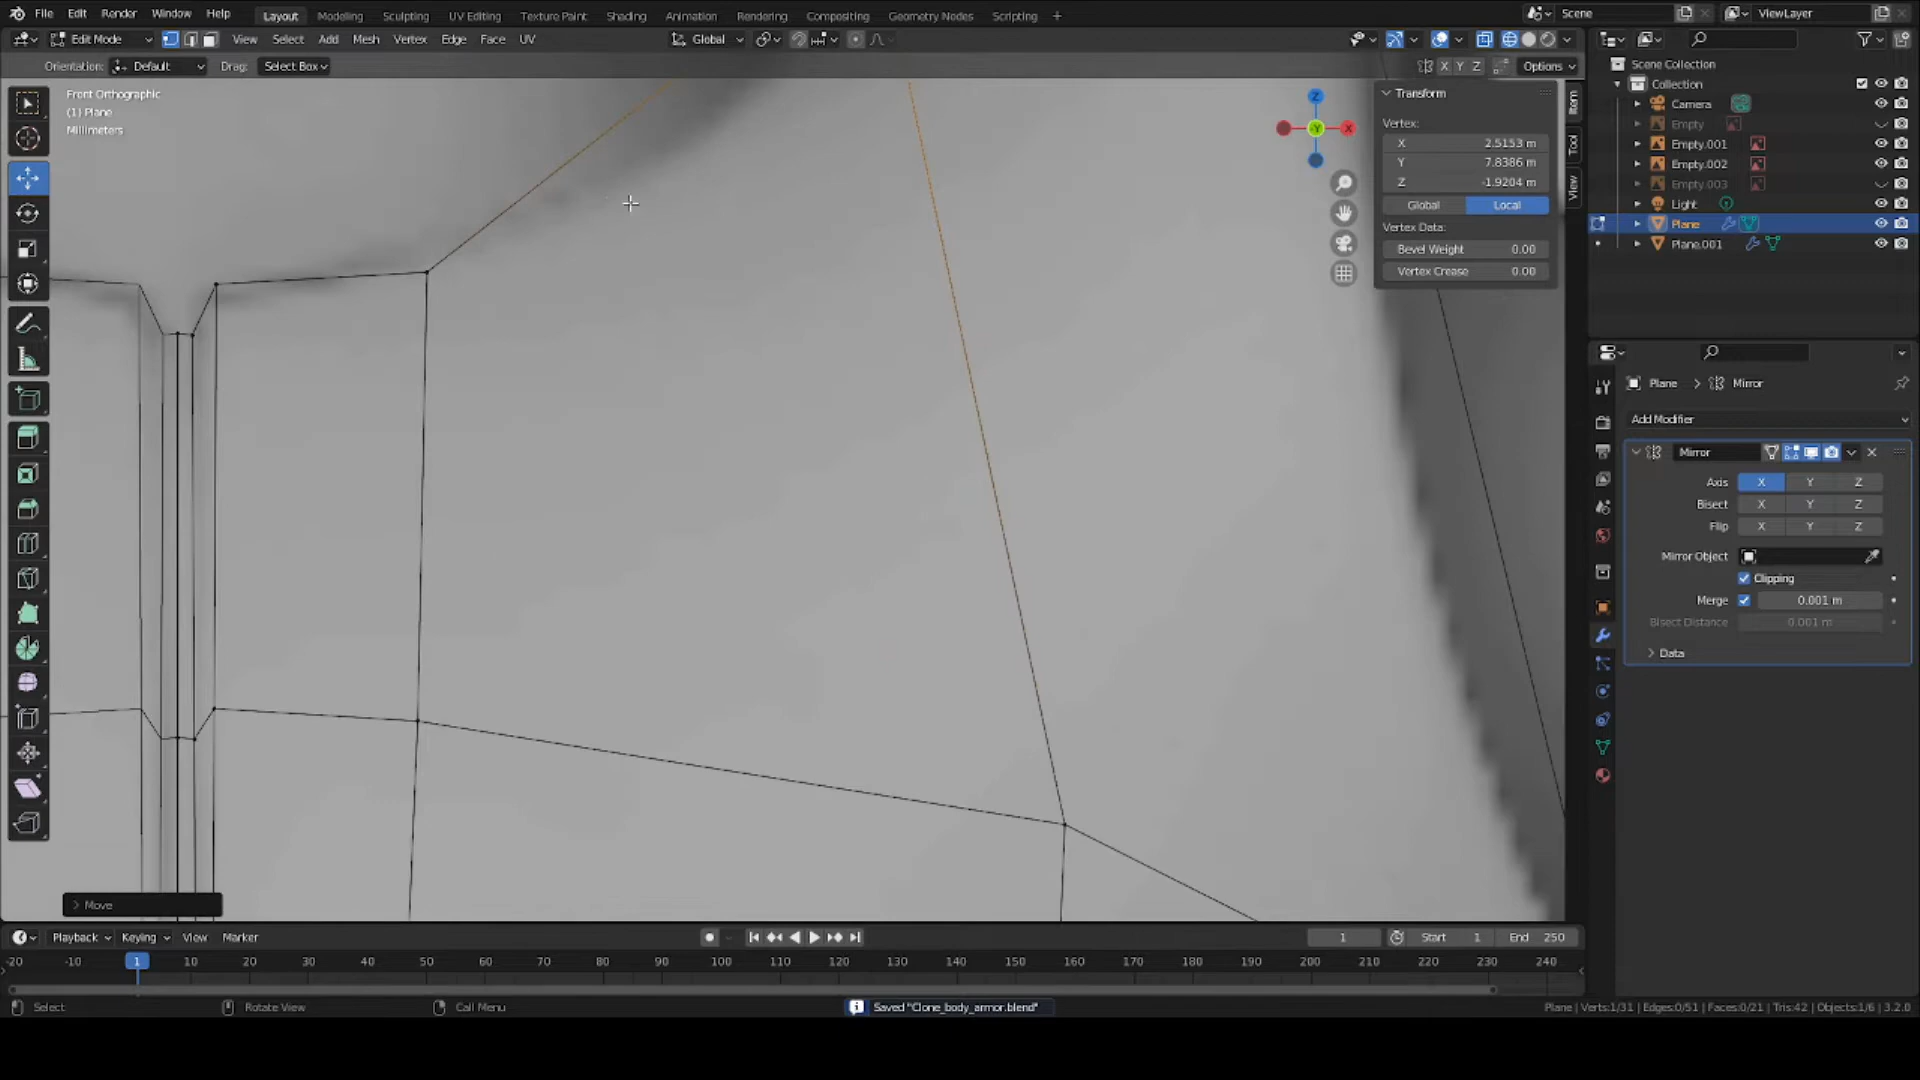 File Edit Render Window Help Layout Modeling Sculpting UV Editing Texture Paint Shading Animation Rendering Compositing Geometry Nodes Scripting + Scene ViewLayer
Edit Mode View Select Add Mesh Vertex Edge Face UV Global
Orientation: Default Drag: Select Box X Y Z Options
Front Orthographic
(1) Plane
Millimeters
Z
Y
X
Transform
Vertex:
X 2.5153 m
Y 7.8386 m
Z -1.9204 m
Global Local
Vertex Data:
Bevel Weight 0.00
Vertex Crease 0.00
Item
Tool
View
Scene Collection
Collection
Camera
Empty
Empty.001
Empty.002
Empty.003
Light
Plane
Plane.001
Plane > Mirror
Add Modifier
Mirror
Axis X Y Z
Bisect X Y Z
Flip X Y Z
Mirror Object
Clipping
Merge 0.001 m
Bisect Distance 0.001 m
Data
> Move
Playback Keying View Marker 1 Start 1 End 250
-20 -10 1 10 20 30 40 50 60 70 80 90 100 110 120 130 140 150 160 170 180 190 200 210 220 230 240
Select Rotate View Call Menu Saved "Clone_body_armor.blend" Plane | Verts:1/31 | Edges:0/51 | Faces:0/21 | Tris:42 | Objects:1/6 | 3.2.0